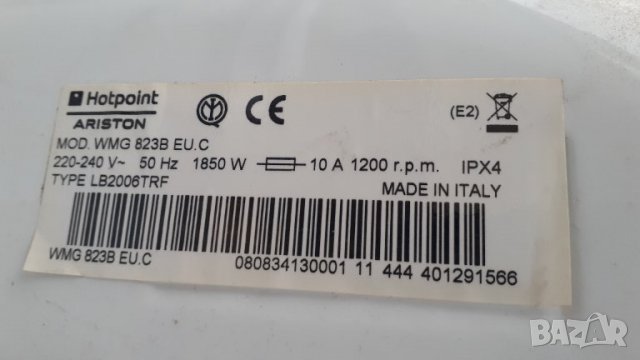 Hotpoint
ARISTON
CE
(E2)
MOD. WMG 823B EU.C
220-240 V~ 50 Hz 1850 W 10 A 1200 r.p.m. IPX4
TYPE LB2006TRF
MADE IN ITALY
WMG 823B EU.C
080834130001 11 444 401291566
BAZAR